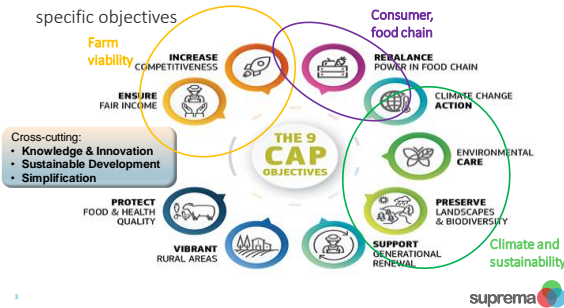 specific objectives
Consumer,
food chain
Farm
viability
INCREASE
COMPETITIVENESS
REBALANCE
POWER IN FOOD CHAIN
ENSURE
FAIR INCOME
CLIMATE CHANGE
ACTION
Cross-cutting:
• Knowledge & Innovation
• Sustainable Development
• Simplification
THE 9
CAP
OBJECTIVES
ENVIRONMENTAL
CARE
PROTECT
FOOD & HEALTH
QUALITY
PRESERVE
LANDSCAPES
& BIODIVERSITY
VIBRANT
RURAL AREAS
SUPPORT
GENERATIONAL
RENEWAL
Climate and
sustainability
3
suprema